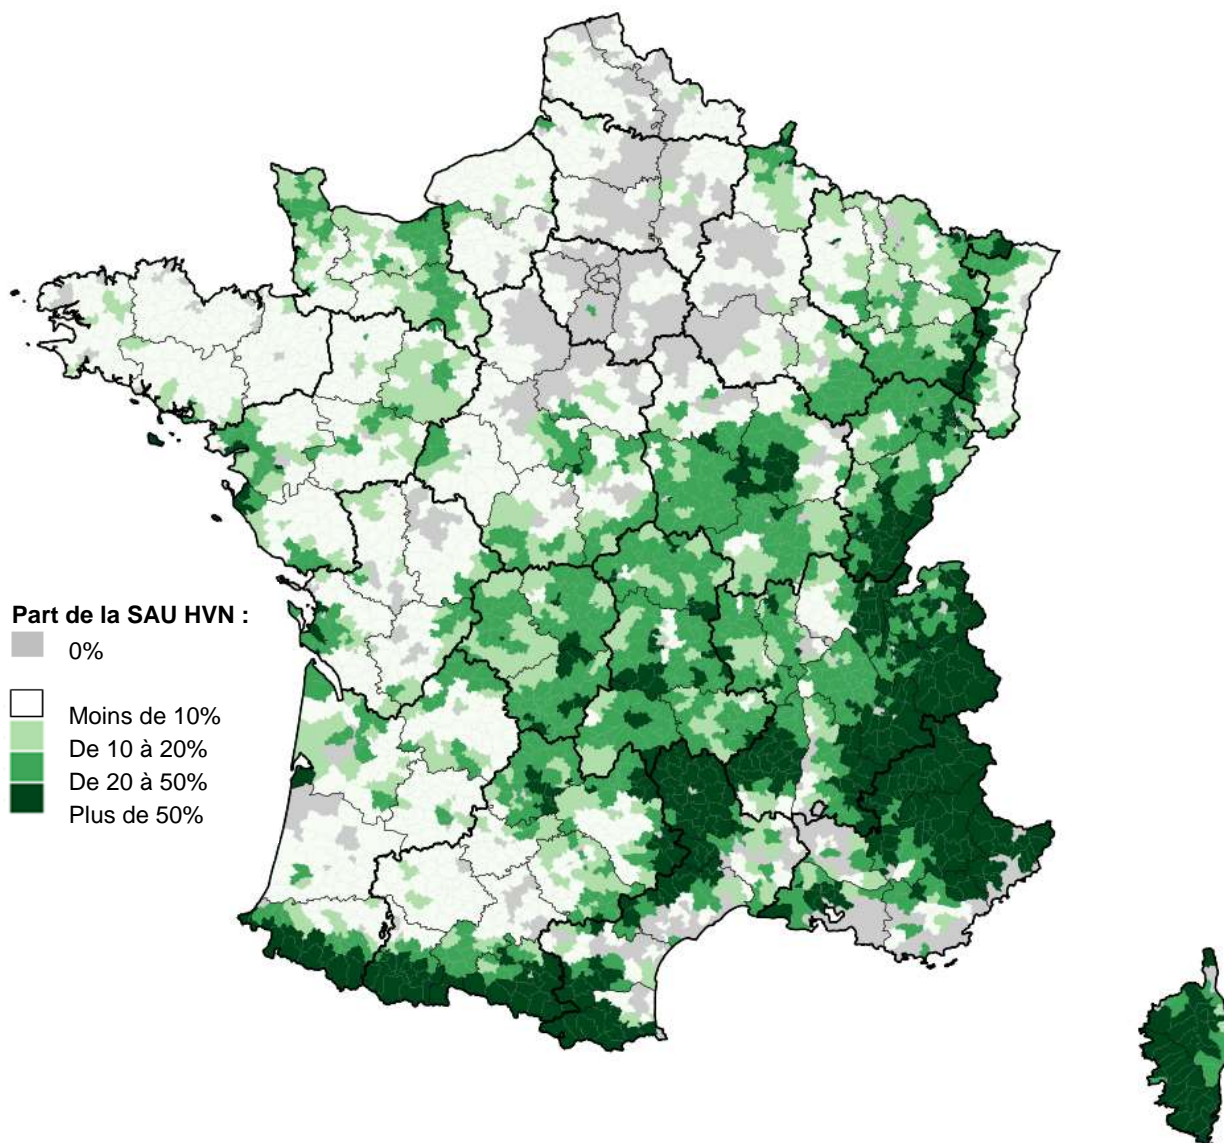 Part de la SAU HVN :
0%
Moins de 10%
De 10 à 20%
De 20 à 50%
Plus de 50%